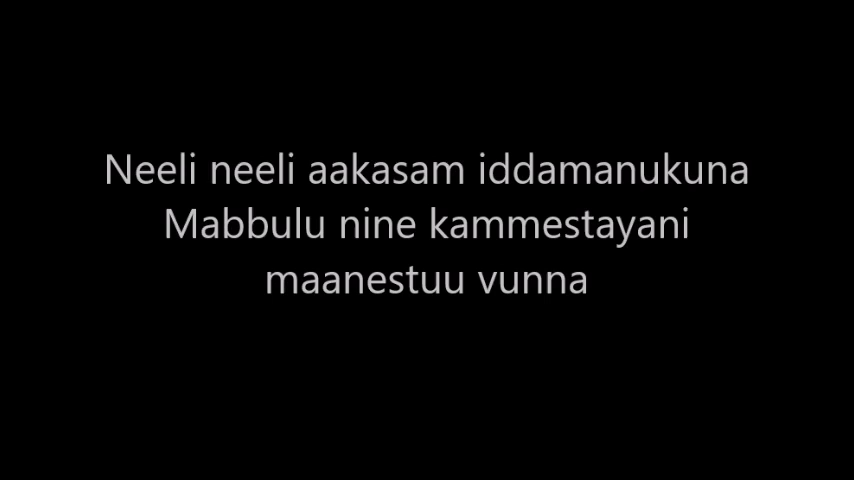 Neeli neeli aakasam iddamanukuna
Mabbulu nine kammestayani
maanestuu vunna